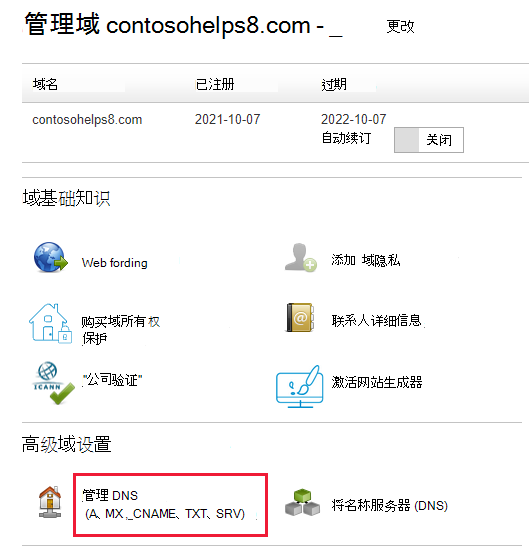 管理域 contosohelps8.com - _ 更改
域名 已注册 过期
contosohelps8.com 2021-10-07 2022-10-07
自动续订 关闭
域基础知识
Web fording 添加 域隐私
购买域所有 权
保护
联系人详细信息
ICANN
"公司验证" 激活网站生成器
高级域设置
管理 DNS
(A、MX _CNAME、TXT、SRV)
将名称服务器 (DNS)